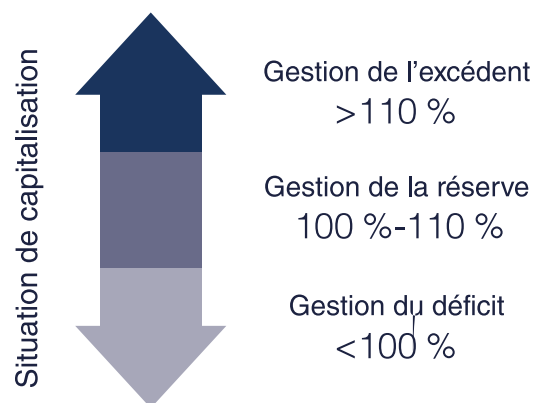 Situation de capitalisation
Gestion de l'excédent
>110 %
Gestion de la réserve
100 %-110 %
Gestion du déficit
<100 %